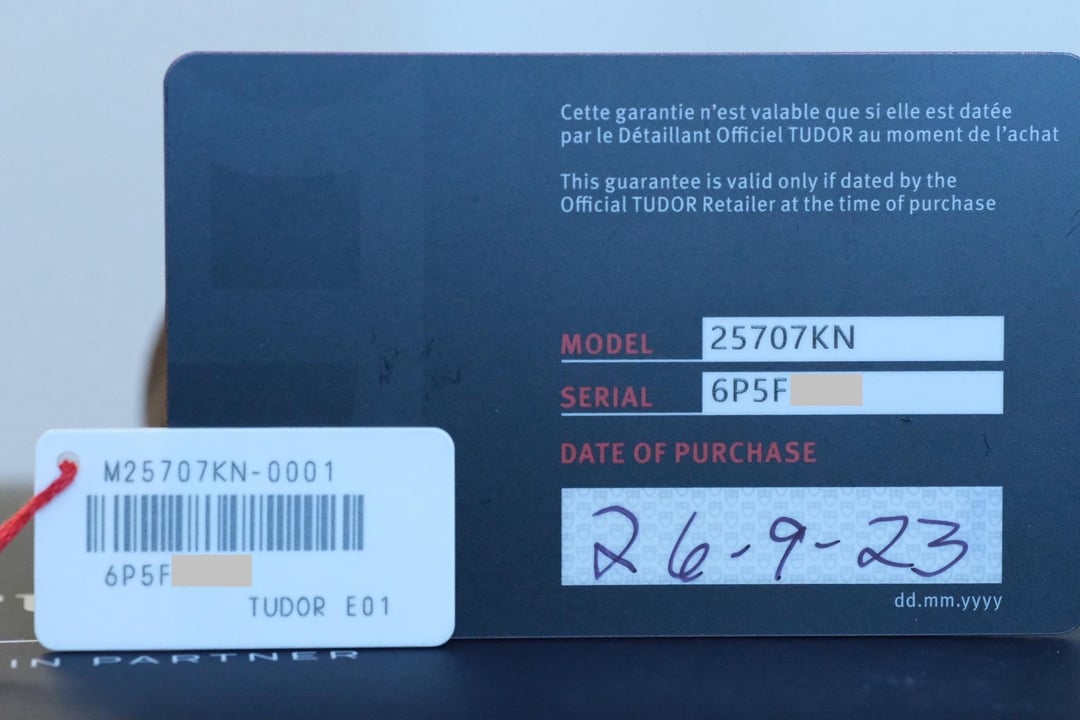 Cette garantie n'est valable que si elle est datée
par le Détaillant Officiel TUDOR au moment de l'achat
This guarantee is valid only if dated by the
Official TUDOR Retailer at the time of purchase
MODEL 25707KN
SERIAL 6P5F
DATE OF PURCHASE
26-9-23
dd.mm.yyyy
M25707KN-0001
6P5F
TUDOR E01
IN PARTNER